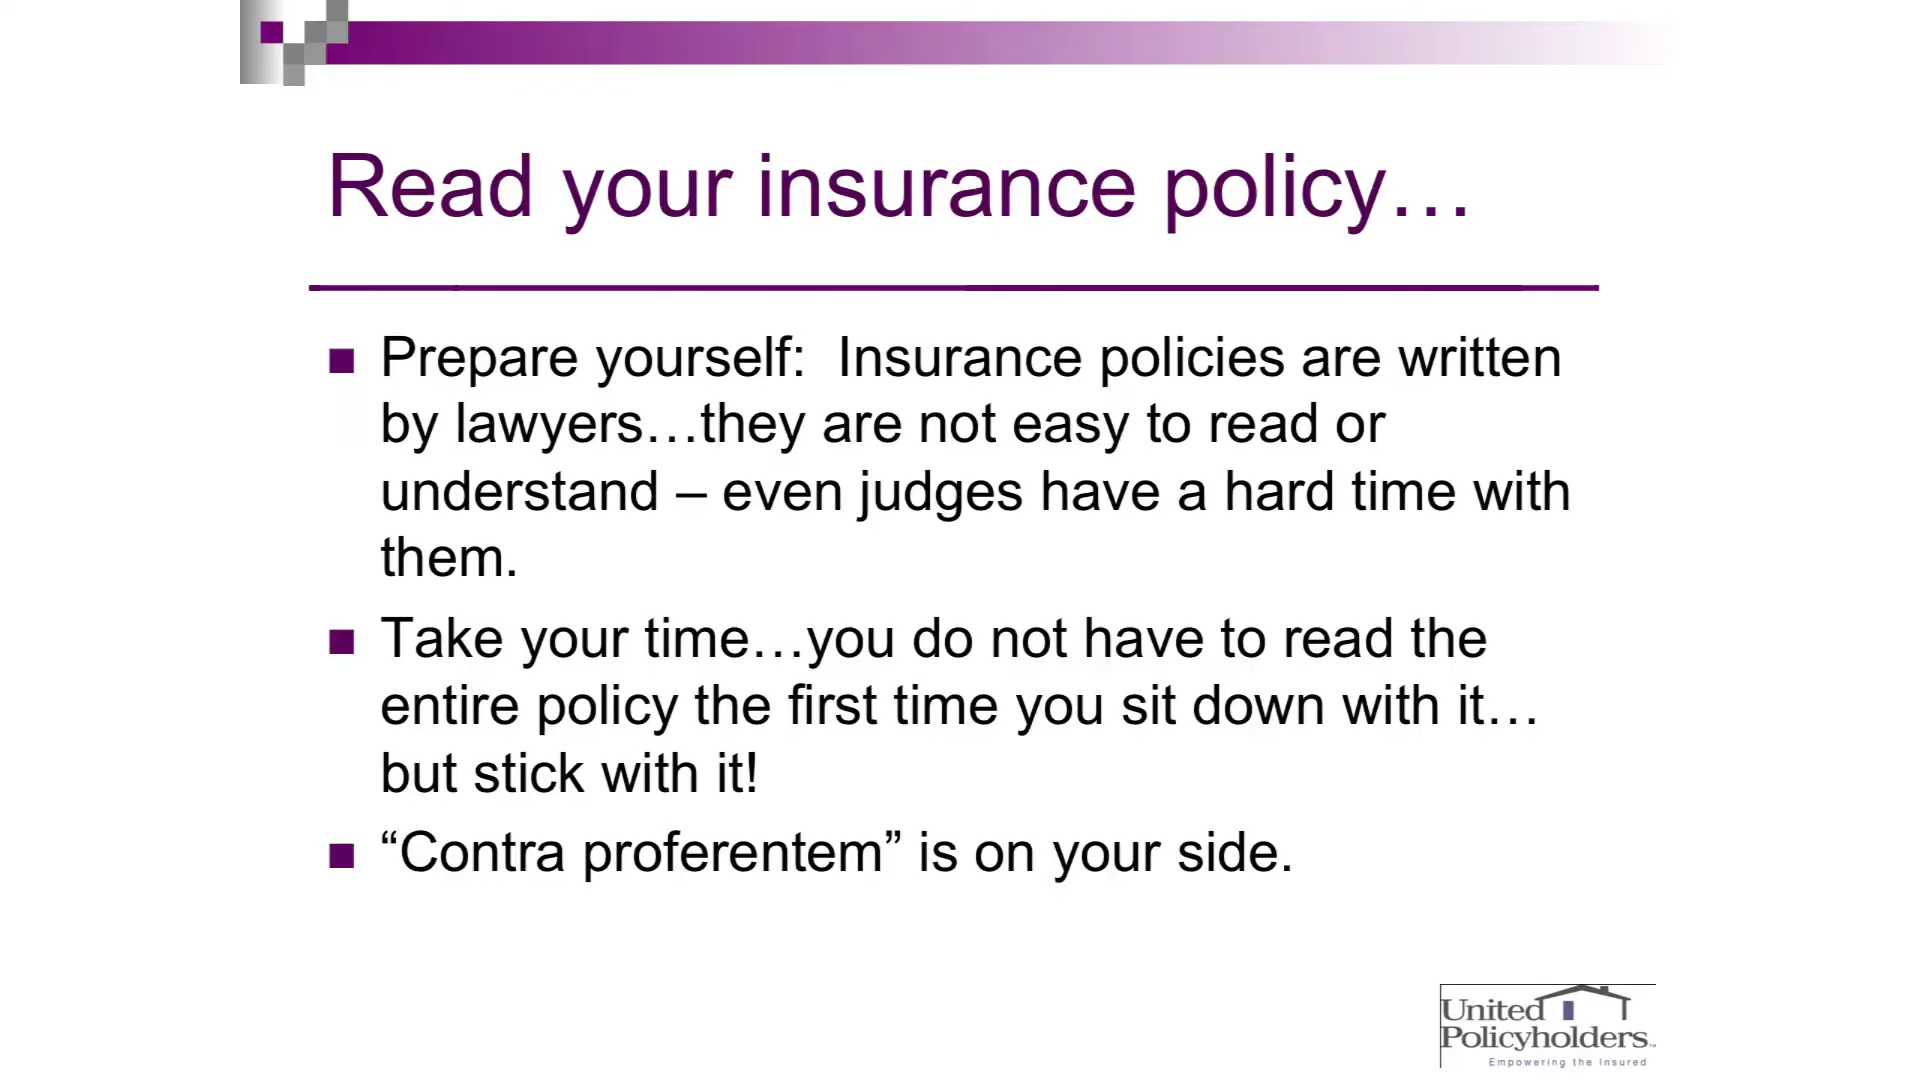 Read your insurance policy…
Prepare yourself:  Insurance policies are written
by lawyers…they are not easy to read or
understand – even judges have a hard time with
them.
Take your time…you do not have to read the
entire policy the first time you sit down with it…
but stick with it!
“Contra proferentem” is on your side.
United
Policyholders™
Empowering the Insured